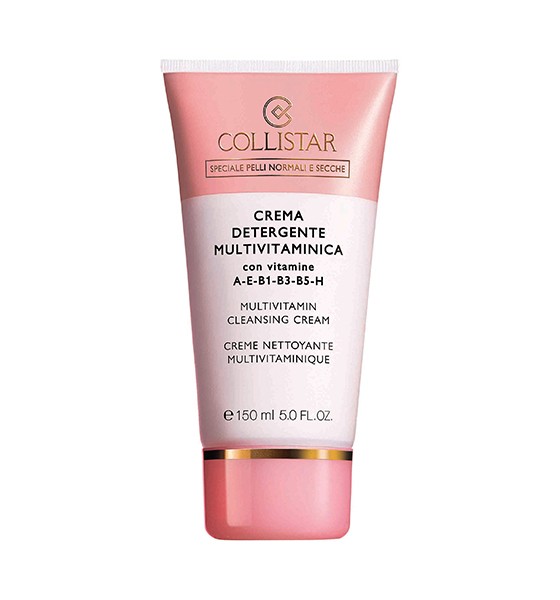 COLLISTAR
SPECIALE PELLI NORMALI E SECCHE
CREMA
DETERGENTE
MULTIVITAMINICA
con vitamine
A-E-B1-B3-B5-H
MULTIVITAMIN
CLEANSING CREAM
CREME NETTOYANTE
MULTIVITAMINIQUE
℮ 150 ml 5.0 FL.OZ.